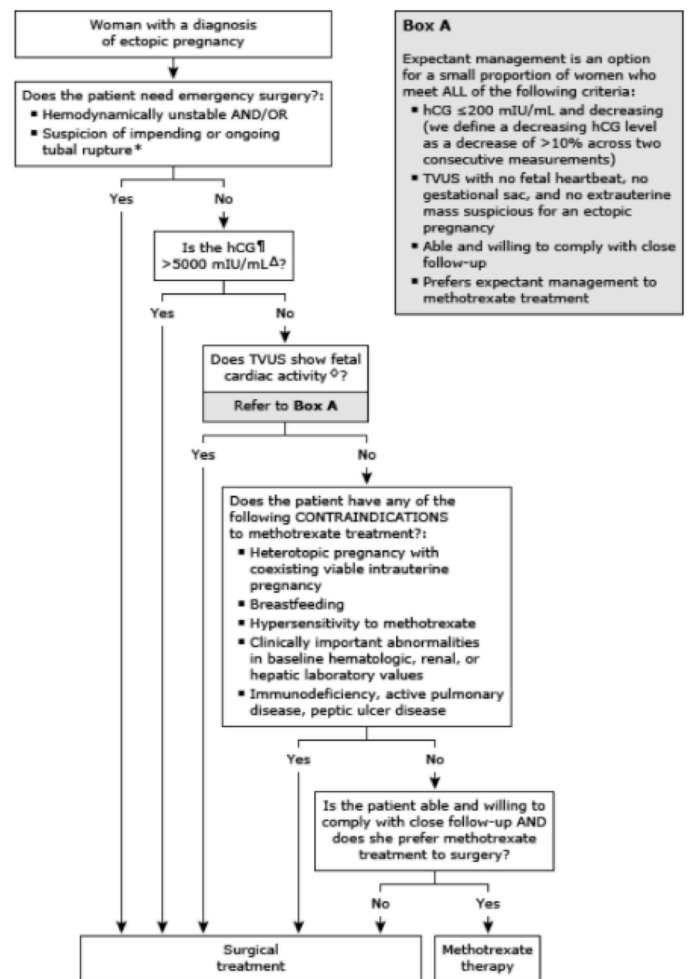 Woman with a diagnosis
of ectopic pregnancy
Does the patient need emergency surgery?:
▪ Hemodynamically unstable AND/OR
▪ Suspicion of impending or ongoing
tubal rupture*
Yes
No
Is the hCG¶
>5000 mIU/mLΔ?
Yes
No
Does TVUS show fetal
cardiac activity◇?
Refer to Box A
Yes
No
Does the patient have any of the
following CONTRAINDICATIONS
to methotrexate treatment?:
▪ Heterotopic pregnancy with
coexisting viable intrauterine
pregnancy
▪ Breastfeeding
▪ Hypersensitivity to methotrexate
▪ Clinically important abnormalities
in baseline hematologic, renal, or
hepatic laboratory values
▪ Immunodeficiency, active pulmonary
disease, peptic ulcer disease
Yes
No
Is the patient able and willing to
comply with close follow-up AND
does she prefer methotrexate
treatment to surgery?
No
Yes
Surgical
treatment
Methotrexate
therapy
Box A
Expectant management is an option
for a small proportion of women who
meet ALL of the following criteria:
▪ hCG ≤200 mIU/mL and decreasing
(we define a decreasing hCG level
as a decrease of >10% across two
consecutive measurements)
▪ TVUS with no fetal heartbeat, no
gestational sac, and no extrauterine
mass suspicious for an ectopic
pregnancy
▪ Able and willing to comply with close
follow-up
▪ Prefers expectant management to
methotrexate treatment